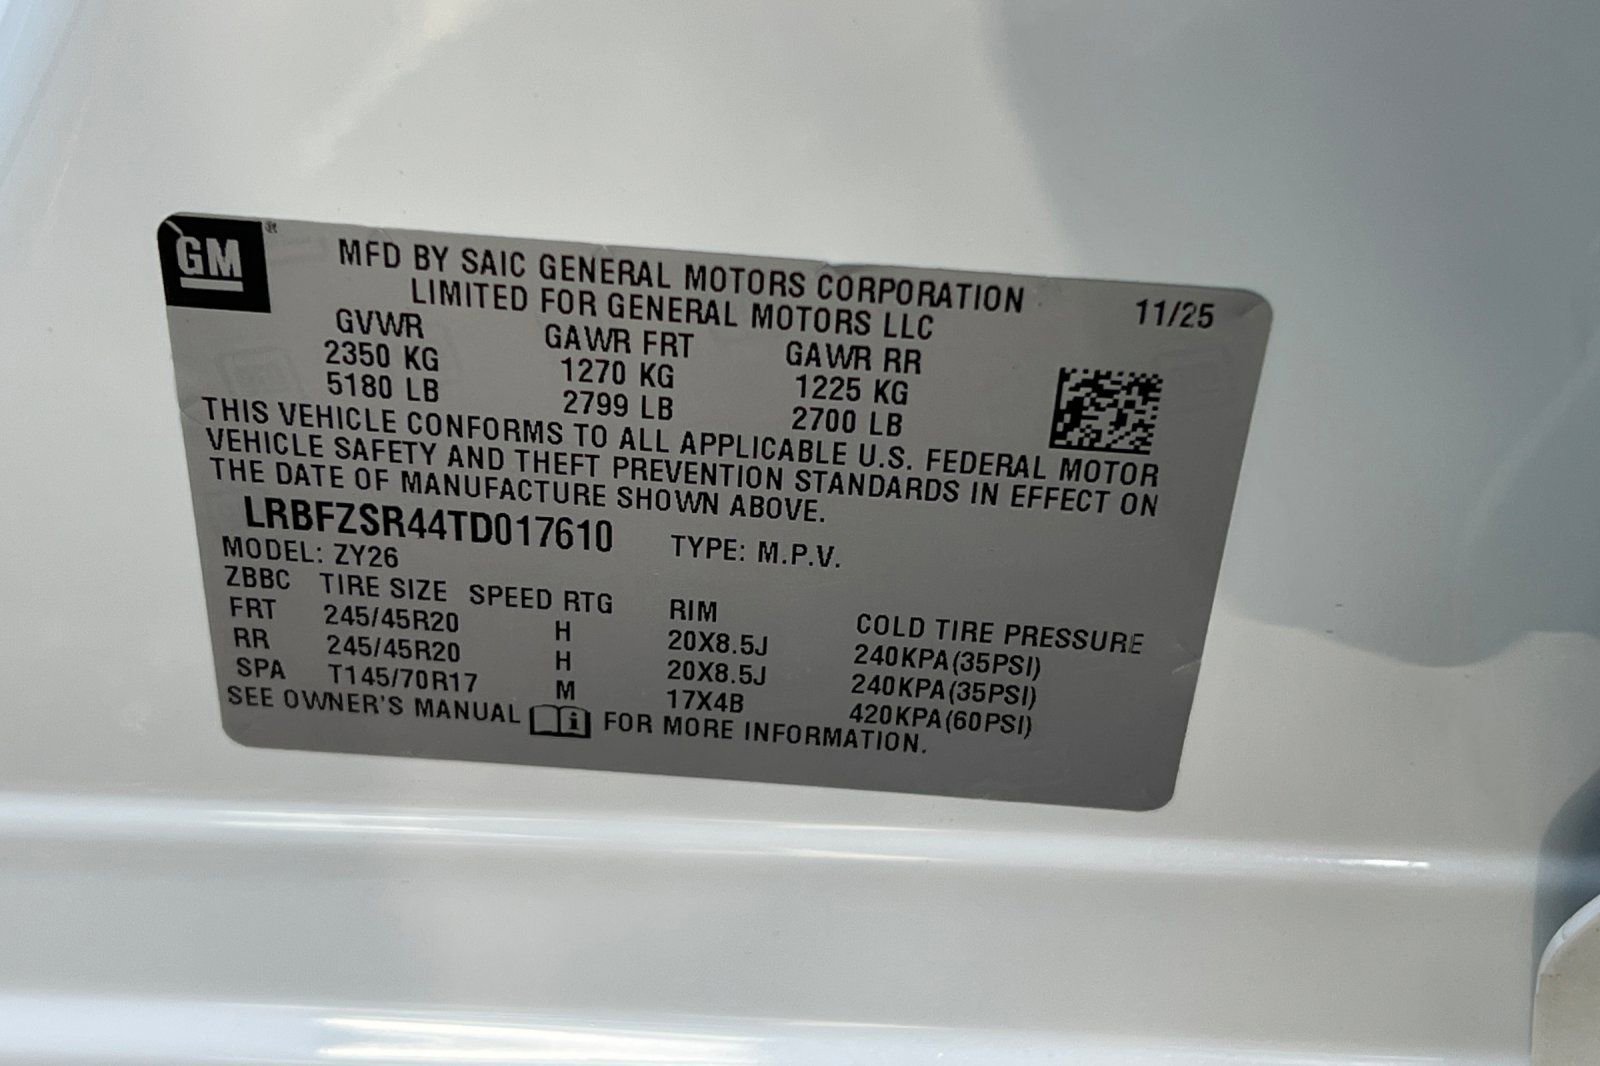 GM ®
MFD BY SAIC GENERAL MOTORS CORPORATION 11/25
LIMITED FOR GENERAL MOTORS LLC
GVWR GAWR FRT GAWR RR
2350 KG 1270 KG 1225 KG
5180 LB 2799 LB 2700 LB
THIS VEHICLE CONFORMS TO ALL APPLICABLE U.S. FEDERAL MOTOR
VEHICLE SAFETY AND THEFT PREVENTION STANDARDS IN EFFECT ON
THE DATE OF MANUFACTURE SHOWN ABOVE.
LRBFZSR44TD017610 TYPE: M.P.V.
MODEL: ZY26
ZBBC TIRE SIZE SPEED RTG RIM COLD TIRE PRESSURE
FRT 245/45R20 H 20X8.5J 240KPA(35PSI)
RR 245/45R20 H 20X8.5J 240KPA(35PSI)
SPA T145/70R17 M 17X4B 420KPA(60PSI)
SEE OWNER'S MANUAL i FOR MORE INFORMATION.